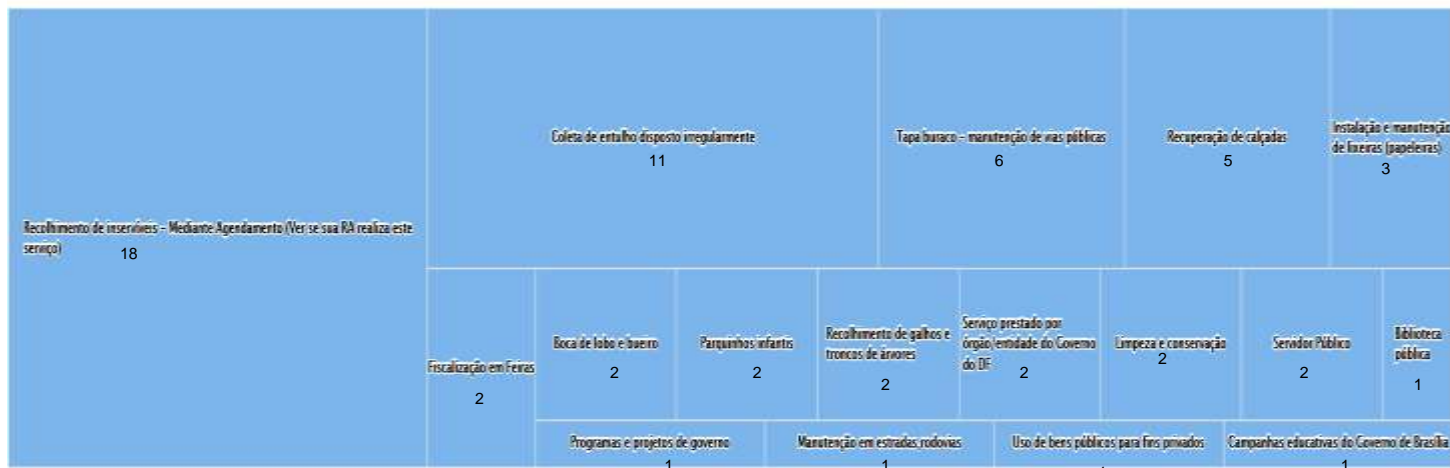 Coleta de entulho disposto irregularmente
11
Tapa buraco – manutenção de vias públicas
6
Recuperação de calçadas
5
Instalação e manutenção
de lixeiras (papeleiras)
3
Recolhimento de inservíveis – Mediante Agendamento (Ver se sua RA realiza este
serviço)
18
Fiscalização em Feiras
2
Boca de lobo e bueiro
2
Parquinhos infantis
2
Recolhimento de galhos e
troncos de árvores
2
Serviço prestado por
órgão/entidade do Governo
do DF
2
Limpeza e conservação
2
Servidor Público
2
Biblioteca
pública
1
Programas e projetos de governo
1
Manutenção em estradas,rodovias
1
Uso de bens públicos para fins privados
Campanhas educativas do Governo de Brasília
1